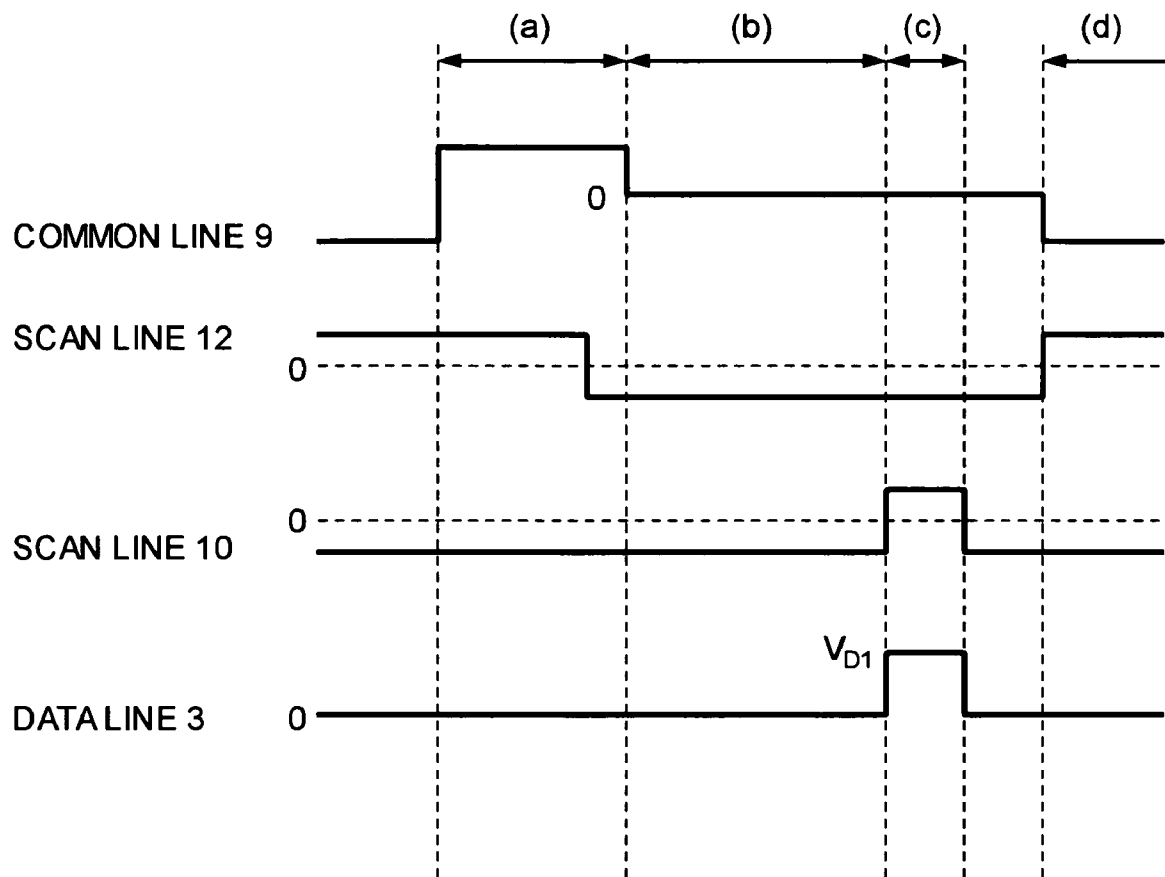 (a) (b) (c) (d)
0
COMMON LINE 9
SCAN LINE 12
0
0
SCAN LINE 10
VD1
DATA LINE 3 0